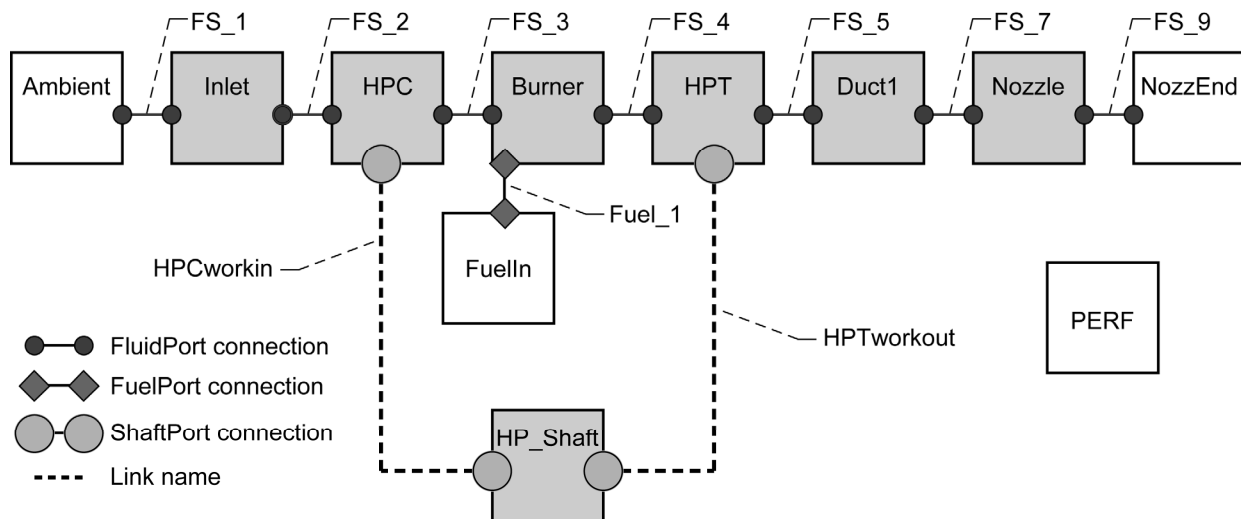 FS_1
FS_2
FS_3
FS_4
FS_5
FS_7
FS_9
Ambient
Inlet
HPC
Burner
HPT
Duct1
Nozzle
NozzEnd
Fuel_1
HPCworkin
FuelIn
PERF
HPTworkout
FluidPort connection
FuelPort connection
ShaftPort connection
Link name
HP_Shaft